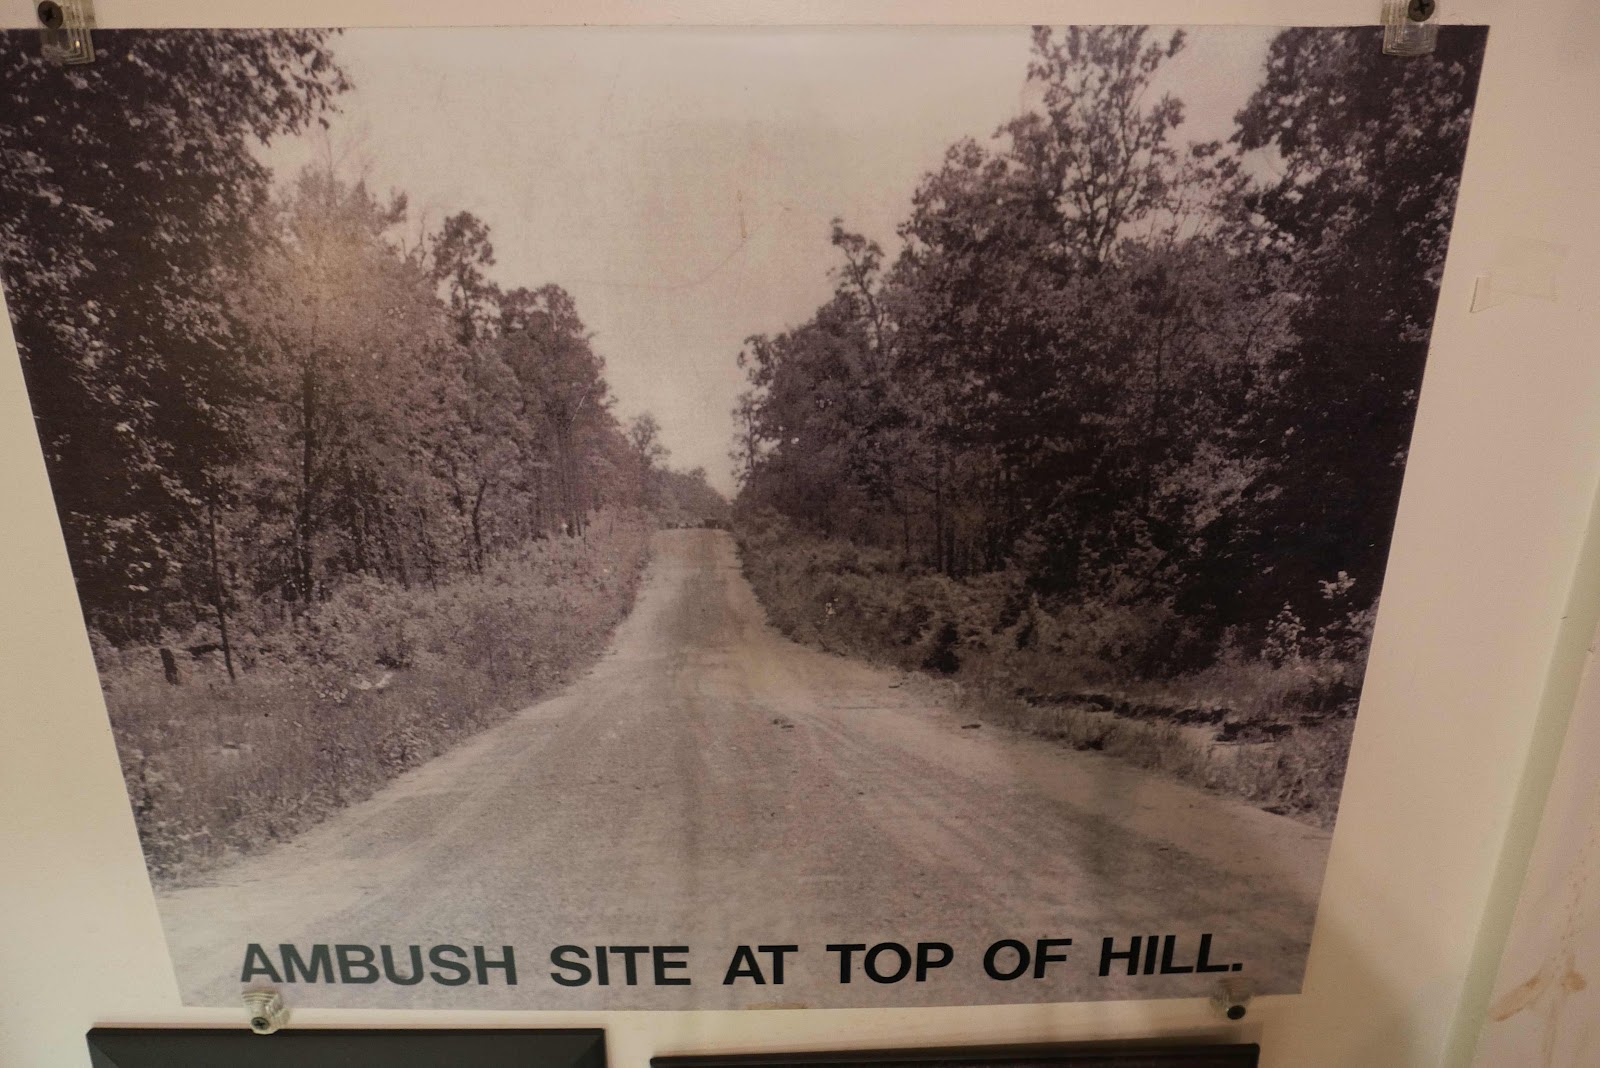 AMBUSH SITE AT TOP OF HILL.